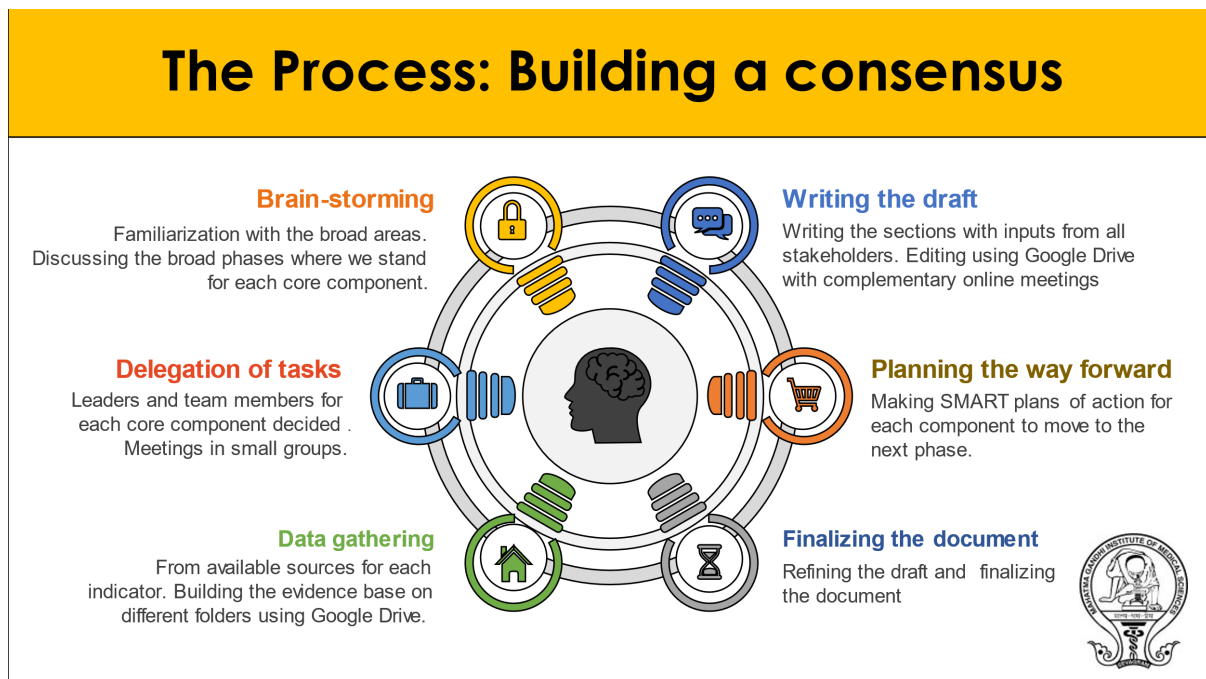 The Process: Building a consensus
Brain-storming
Familiarization with the broad areas.
Discussing the broad phases where we stand
for each core component.
Delegation of tasks
Leaders and team members for
each core component decided .
Meetings in small groups.
Data gathering
From available sources for each
indicator. Building the evidence base on
different folders using Google Drive.
Writing the draft
Writing the sections with inputs from all
stakeholders. Editing using Google Drive
with complementary online meetings
Planning the way forward
Making SMART plans of action for
each component to move to the
next phase.
Finalizing the document
Refining the draft and finalizing
the document
MAHATMA GANDHI INSTITUTE OF MEDICAL SCIENCES
SEVAGRAM